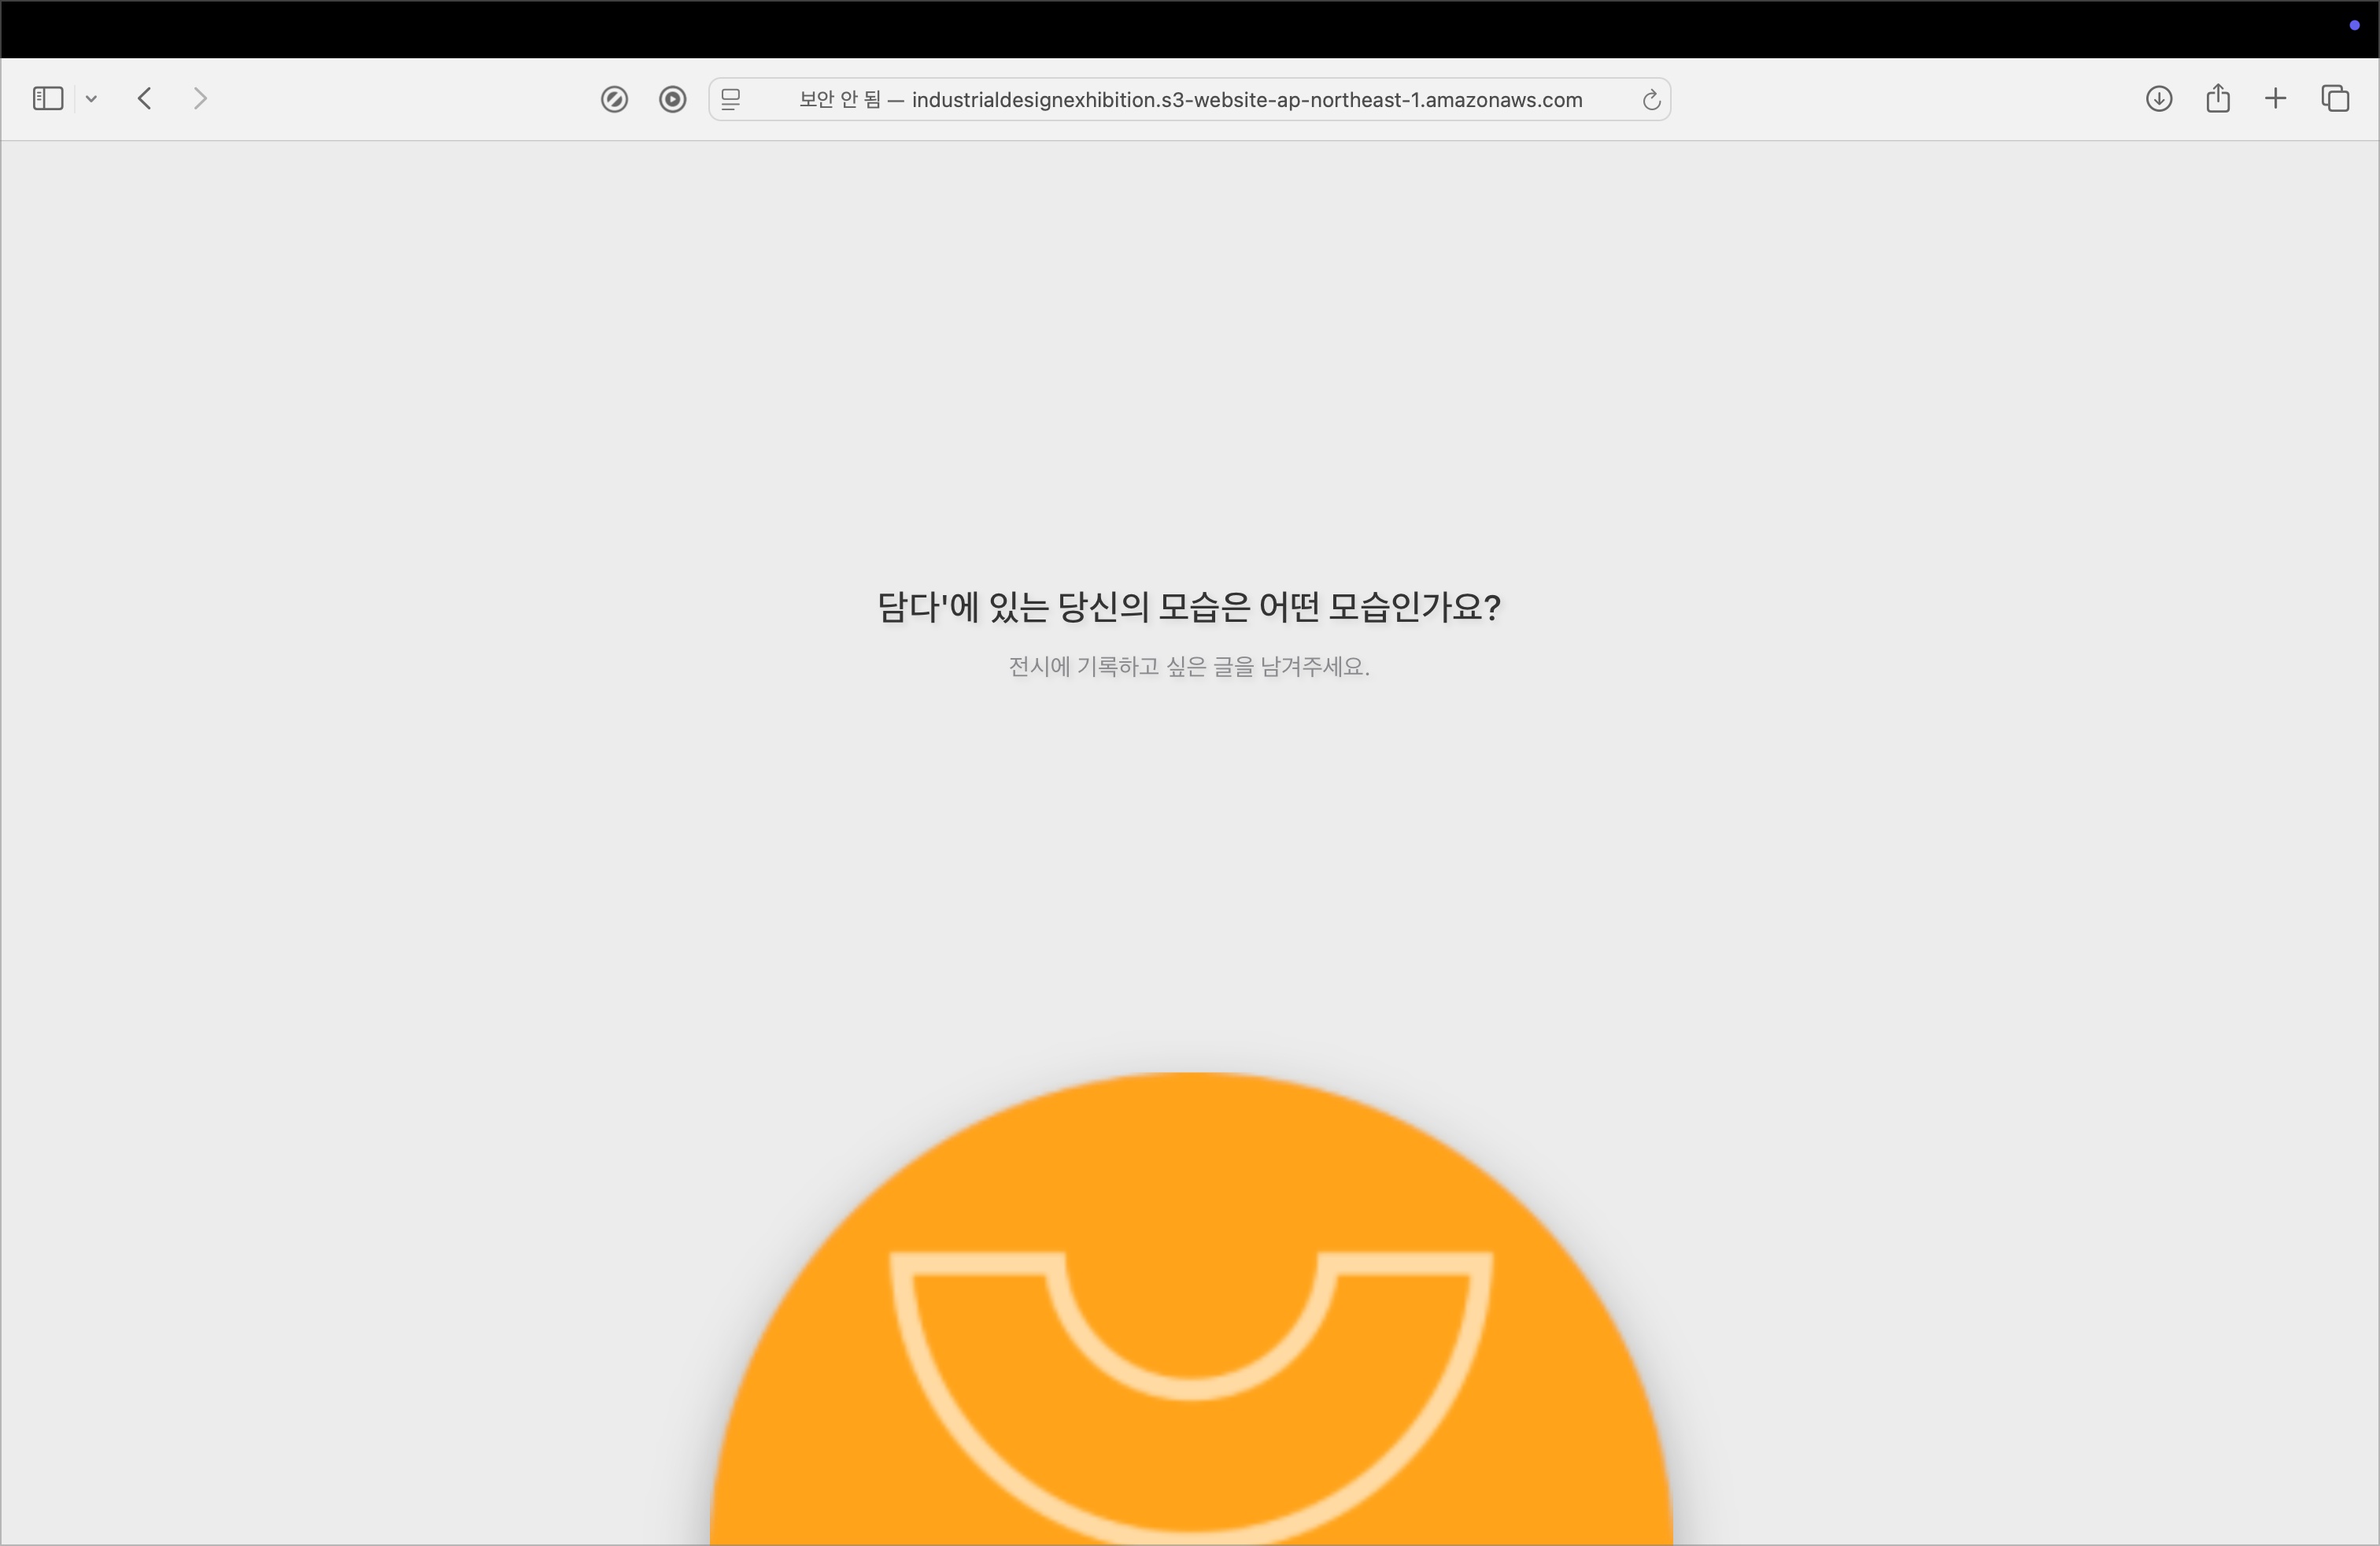 보안 안 됨 — industrialdesignexhibition.s3-website-ap-northeast-1.amazonaws.com
담다'에 있는 당신의 모습은 어떤 모습인가요?
전시에 기록하고 싶은 글을 남겨주세요.